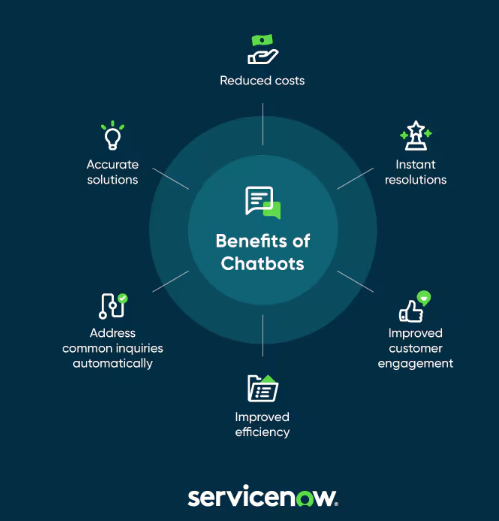 Reduced costs
Accurate
solutions
Instant
resolutions
Benefits of
Chatbots
Address
common inquiries
automatically
Improved
customer
engagement
Improved
efficiency
servicenow.